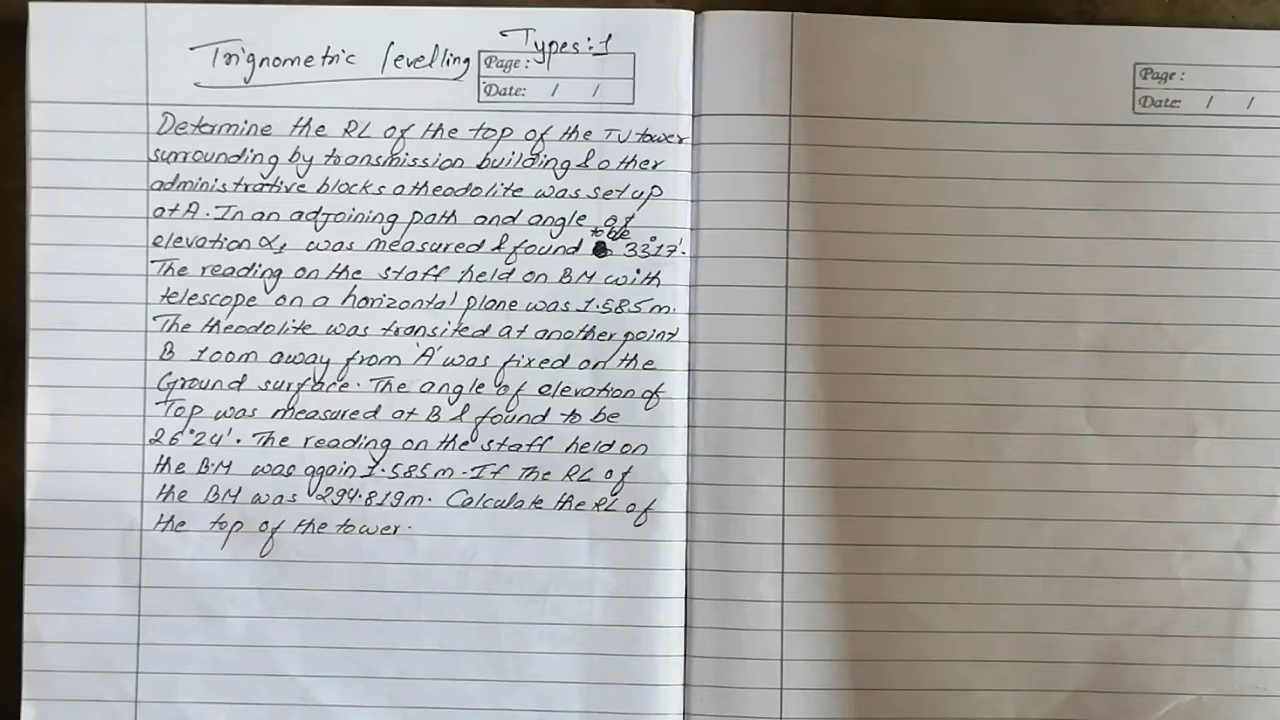 Types:1
Trignometric levelling
Page:
Date: / /
Page:
Date: / /
Determine the RL of the top of the TV tower
surrounding by transmission building & other
administrative blocks a theodolite was set up
at A. In an adjoining path and angle of
elevation α1 was measured & found to be 33°17'.
The reading on the staff held on BM with
telescope on a horizontal plane was 1.585m.
The theodolite was transited at another point
B 100m away from 'A' was fixed on the
Ground surface. The angle of elevation of
Top was measured at B & found to be
26°24'. The reading on the staff held on
the B.M was again 1.585m. If the RL of
the BM was 294.819m. Calculate the RL of
the top of the tower.